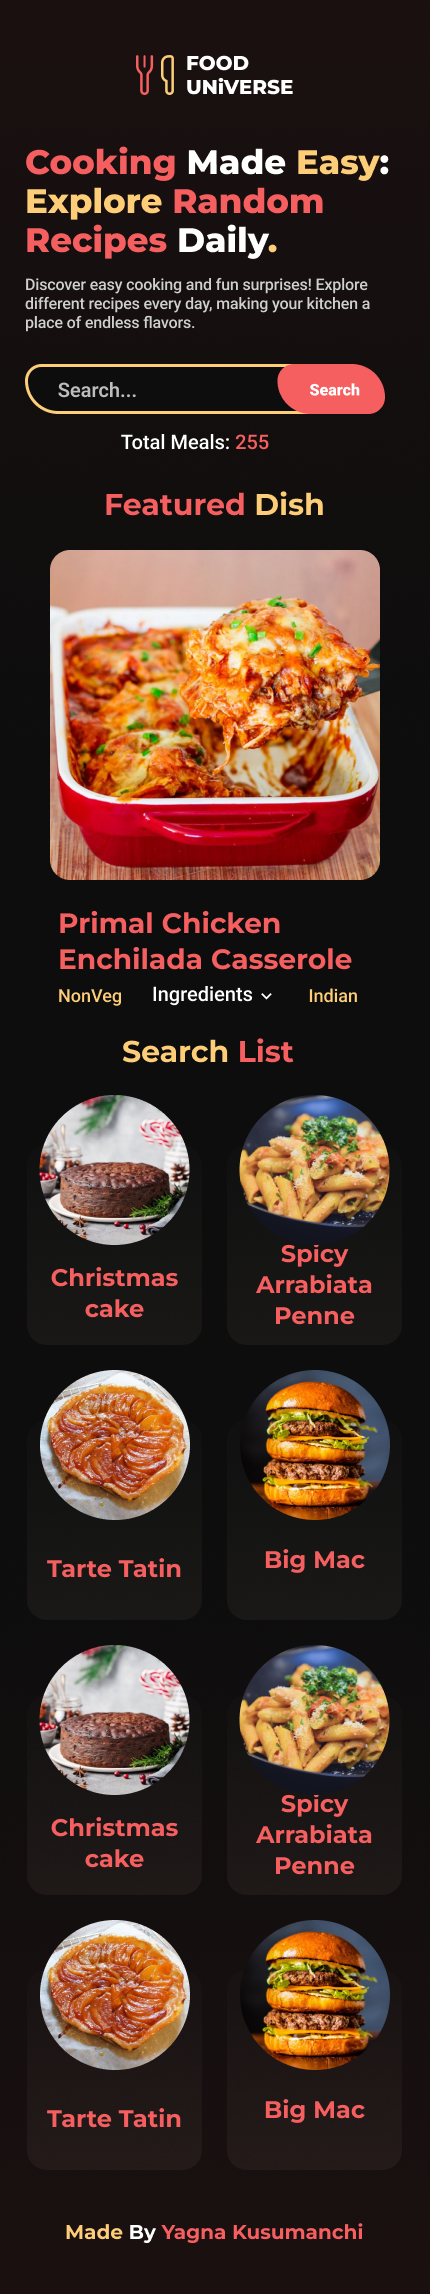 FOOD
UNiVERSE
Cooking Made Easy:
Explore Random
Recipes Daily.
Discover easy cooking and fun surprises! Explore
different recipes every day, making your kitchen a
place of endless flavors.
Search...
Search
Total Meals: 255
Featured Dish
Primal Chicken
Enchilada Casserole
NonVeg
Ingredients
Indian
Search List
Christmas
cake
Spicy
Arrabiata
Penne
Tarte Tatin
Big Mac
Christmas
cake
Spicy
Arrabiata
Penne
Tarte Tatin
Big Mac
Made By Yagna Kusumanchi